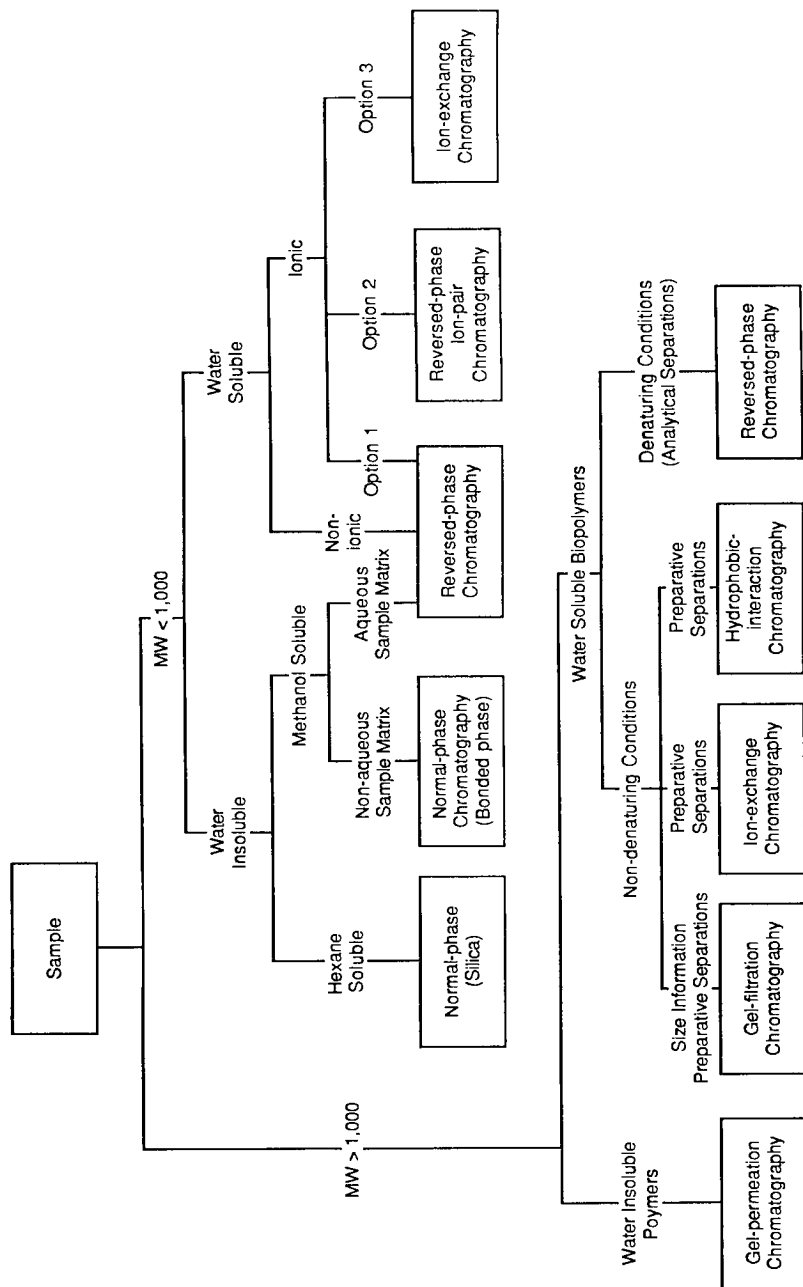 Sample
MW < 1,000
MW > 1,000
Water
Insoluble
Water
Soluble
Hexane
Soluble
Methanol Soluble
Non-ionic
Ionic
Non-aqueous
Sample Matrix
Aqueous
Sample Matrix
Option 1
Option 2
Option 3
Normal-phase
(Silica)
Normal-phase
Chromatography
(Bonded phase)
Reversed-phase
Chromatography
Reversed-phase
Ion-pair
Chromatography
Ion-exchange
Chromatography
Water Insoluble
Poymers
Water Soluble Biopolymers
Non-denaturing Conditions
Denaturing Conditions
(Analytical Separations)
Size Information
Preparative Separations
Preparative
Separations
Preparative
Separations
Gel-permeation
Chromatography
Gel-filtration
Chromatography
Ion-exchange
Chromatography
Hydrophobic-
interaction
Chromatography
Reversed-phase
Chromatography